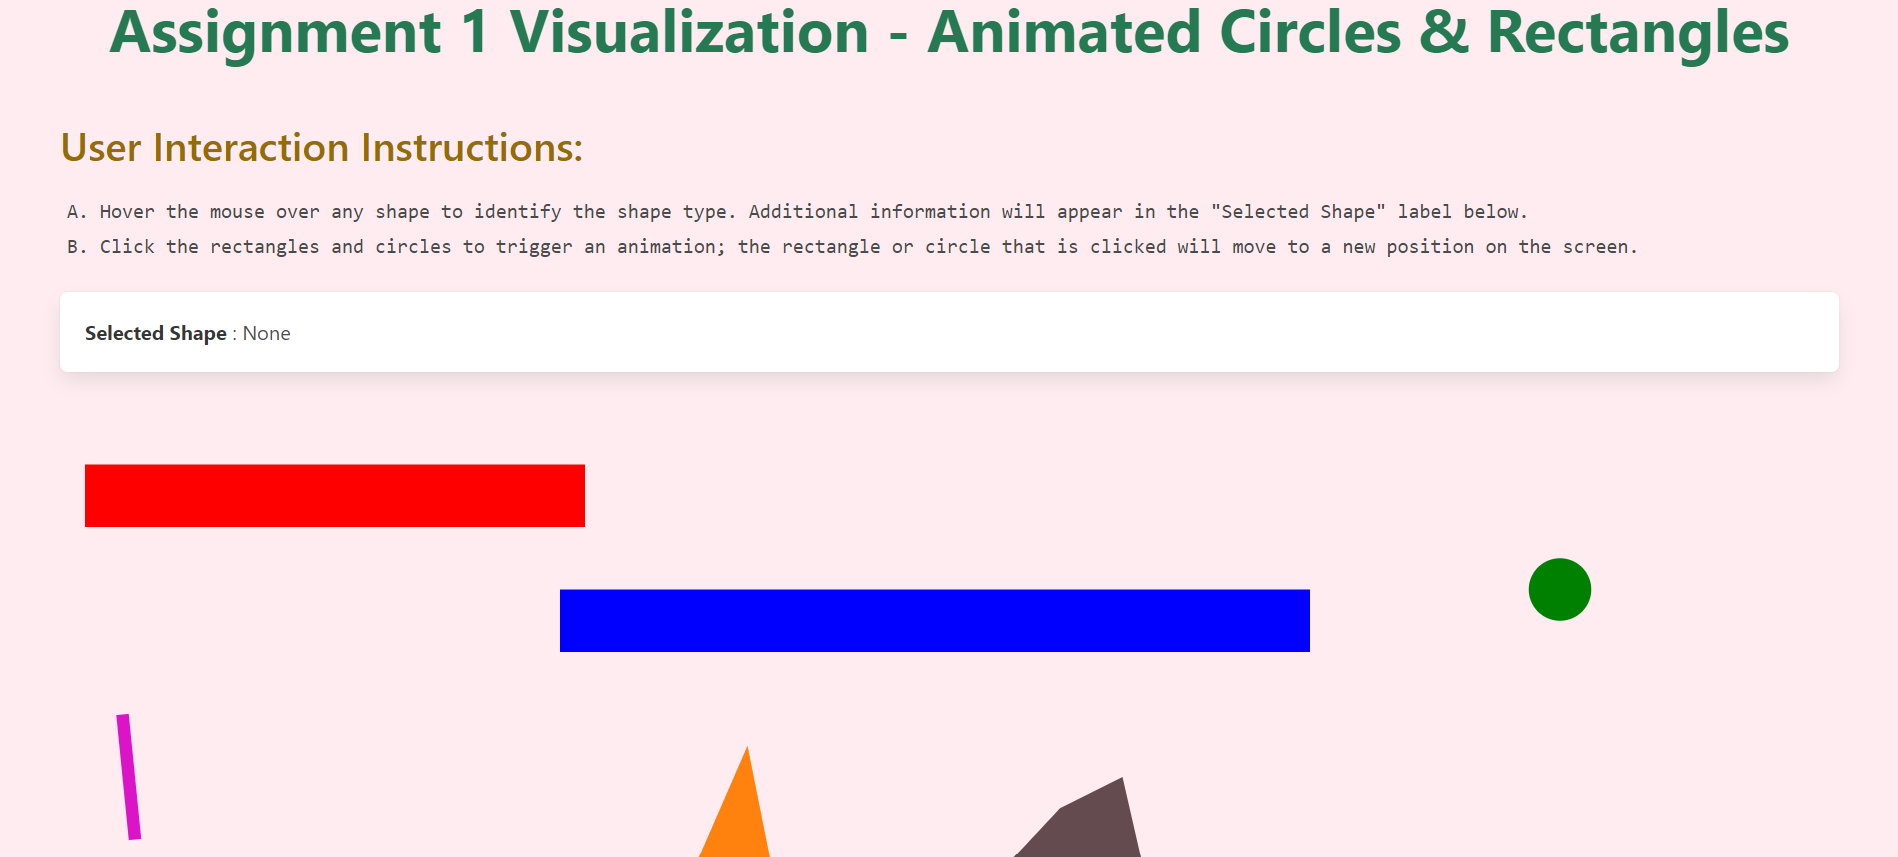 Assignment 1 Visualization - Animated Circles & Rectangles
User Interaction Instructions:
A. Hover the mouse over any shape to identify the shape type. Additional information will appear in the "Selected Shape" label below.
B. Click the rectangles and circles to trigger an animation; the rectangle or circle that is clicked will move to a new position on the screen.
Selected Shape : None